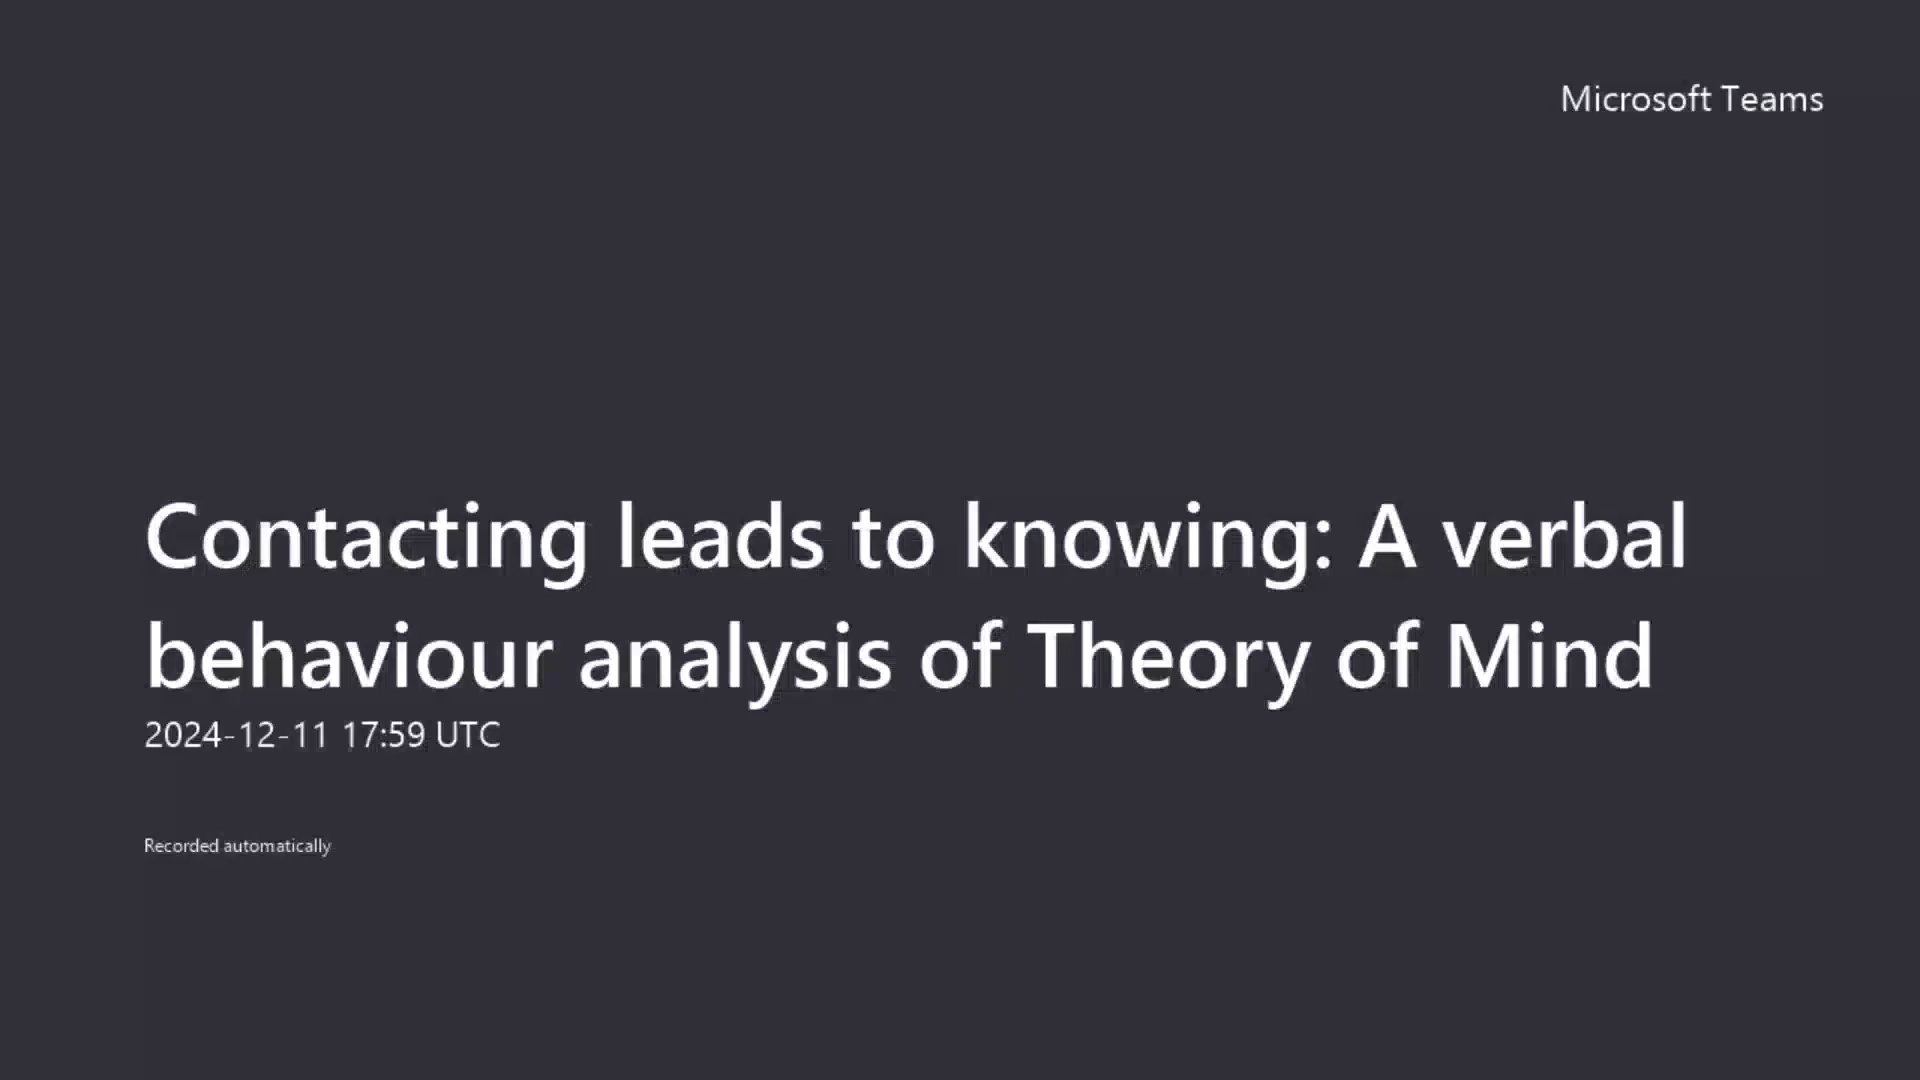 Microsoft Teams
Contacting leads to knowing: A verbal
behaviour analysis of Theory of Mind
2024-12-11 17:59 UTC
Recorded automatically